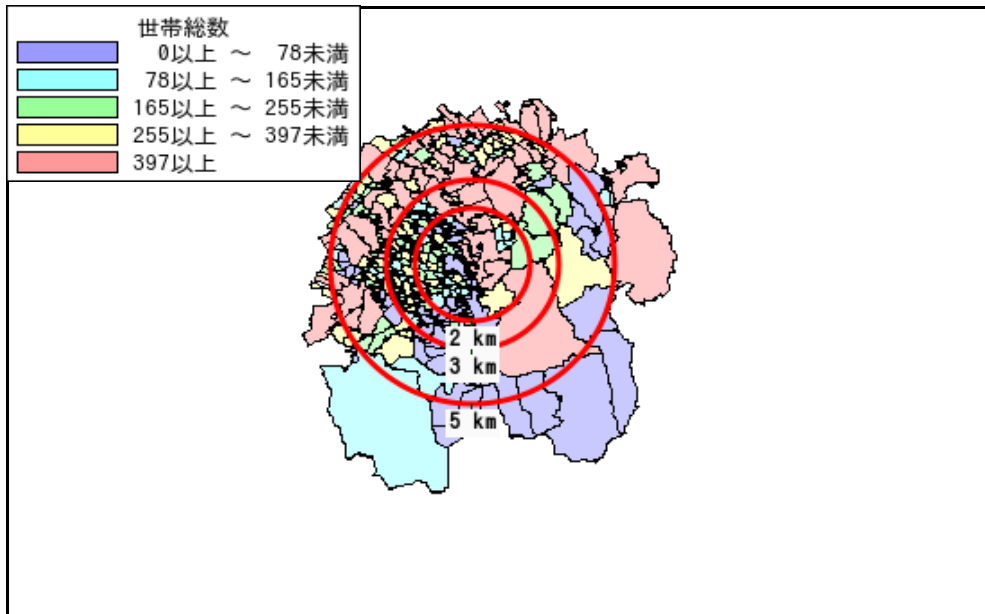 世帯総数
0以上 ～ 78未満
78以上 ～ 165未満
165以上 ～ 255未満
255以上 ～ 397未満
397以上
2 km
3 km
5 km